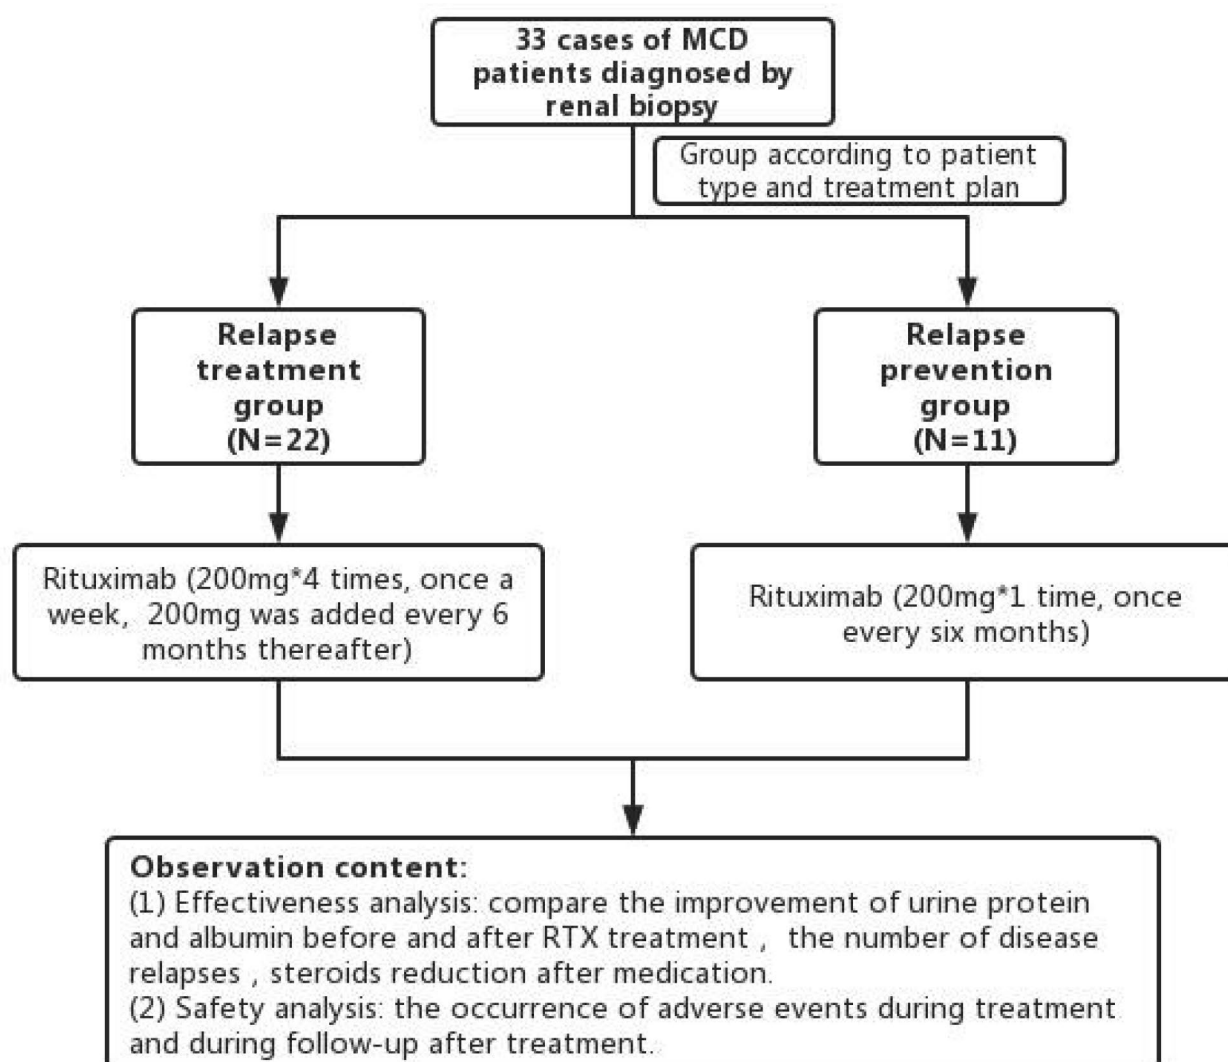 33 cases of MCD
patients diagnosed by
renal biopsy
Group according to patient
type and treatment plan
Relapse
treatment
group
(N=22)
Relapse
prevention
group
(N=11)
Rituximab (200mg*4 times, once a
week, 200mg was added every 6
months thereafter)
Rituximab (200mg*1 time, once
every six months)
Observation content:
(1) Effectiveness analysis: compare the improvement of urine protein
and albumin before and after RTX treatment , the number of disease
relapses , steroids reduction after medication.
(2) Safety analysis: the occurrence of adverse events during treatment
and during follow-up after treatment.